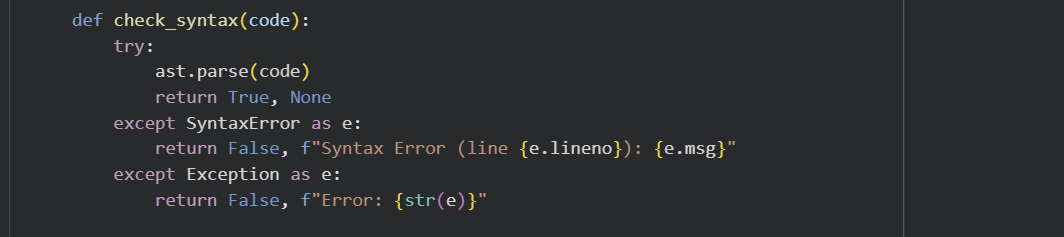 def check_syntax(code):
    try:
        ast.parse(code)
        return True, None
    except SyntaxError as e:
        return False, f"Syntax Error (line {e.lineno}): {e.msg}"
    except Exception as e:
        return False, f"Error: {str(e)}"